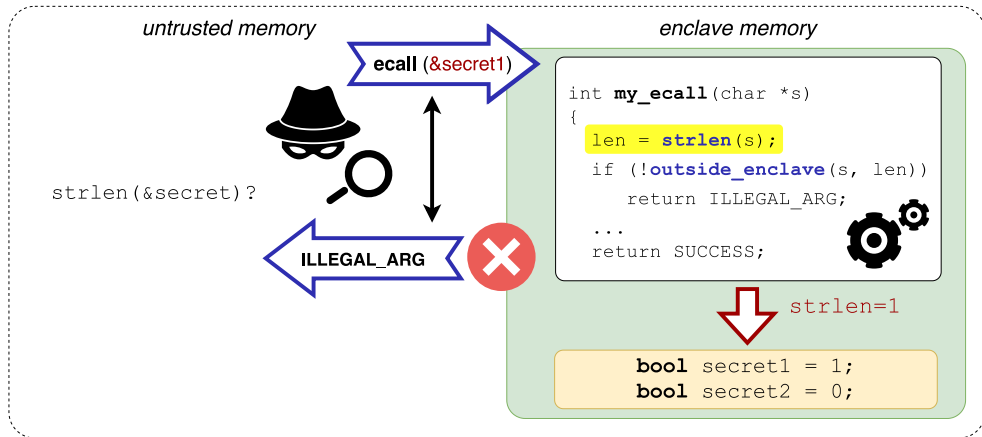 untrusted memory
enclave memory
ecall (&secret1)
int my_ecall(char *s)
{
len = strlen(s);
if (!outside_enclave(s, len))
return ILLEGAL_ARG;
...
return SUCCESS;
strlen(&secret)?
ILLEGAL_ARG
strlen=1
bool secret1 = 1;
bool secret2 = 0;